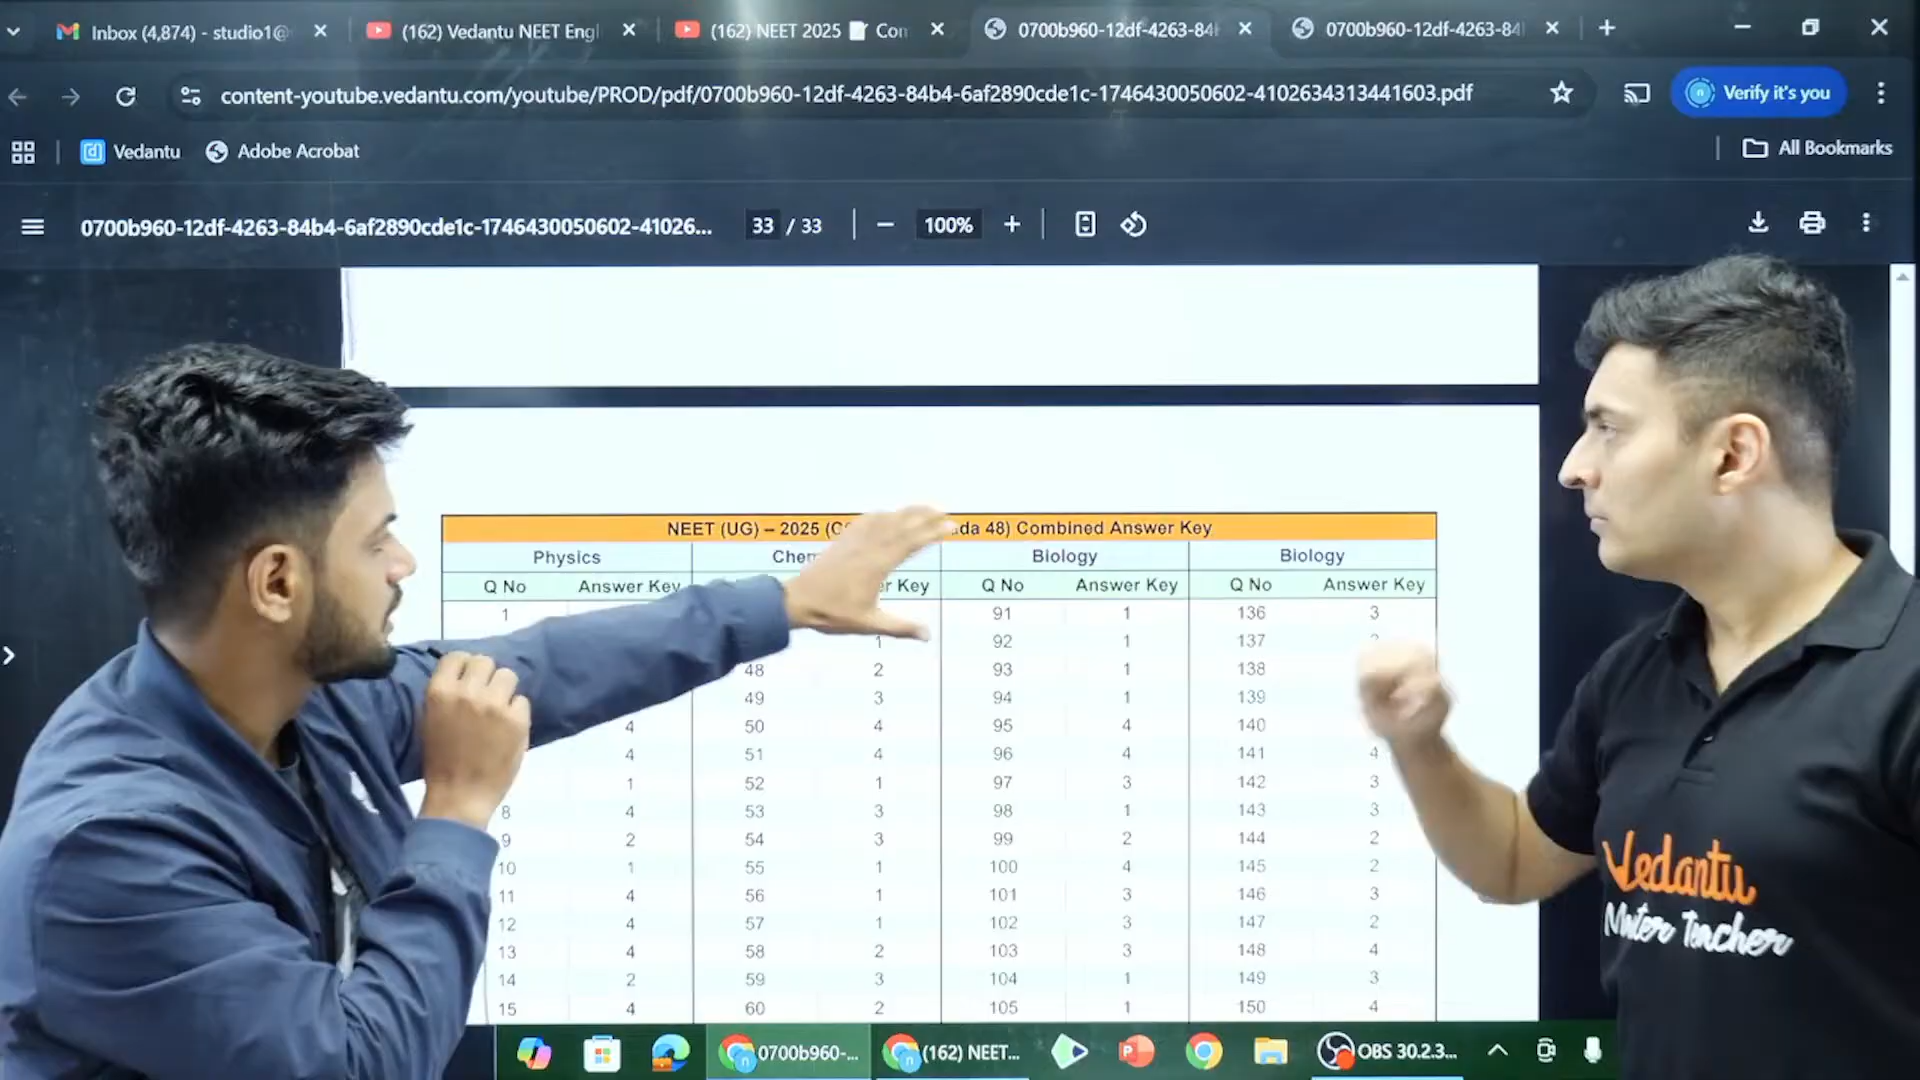 Inbox (4,874) - studio1@ (162) Vedantu NEET Engl (162) NEET 2025 Con 0700b960-12df-4263-84b 0700b960-12df-4263-84
content-youtube.vedantu.com/youtube/PROD/pdf/0700b960-12df-4263-84b4-6af2890cde1c-1746430050602-4102634313441603.pdf Verify it's you
Vedantu Adobe Acrobat All Bookmarks
0700b960-12df-4263-84b4-6af2890cde1c-1746430050602-41026... 33 / 33 100%
NEET (UG) – 2025 (C ada 48) Combined Answer Key
Physics Chem Biology Biology
Q No Answer Key er Key Q No Answer Key Q No Answer Key
1 91 1 136 3
1 92 1 137
48 2 93 1 138
49 3 94 1 139
4 50 4 95 4 140
4 51 4 96 4 141 4
1 52 1 97 3 142 3
8 4 53 3 98 1 143 3
9 2 54 3 99 2 144 2
10 1 55 1 100 4 145 2
11 4 56 1 101 3 146 3
12 4 57 1 102 3 147 2
13 4 58 2 103 3 148 4
14 2 59 3 104 1 149 3
15 4 60 2 105 1 150 4
Vedantu
Master Teacher
0700b960-... (162) NEET... OBS 30.2.3...